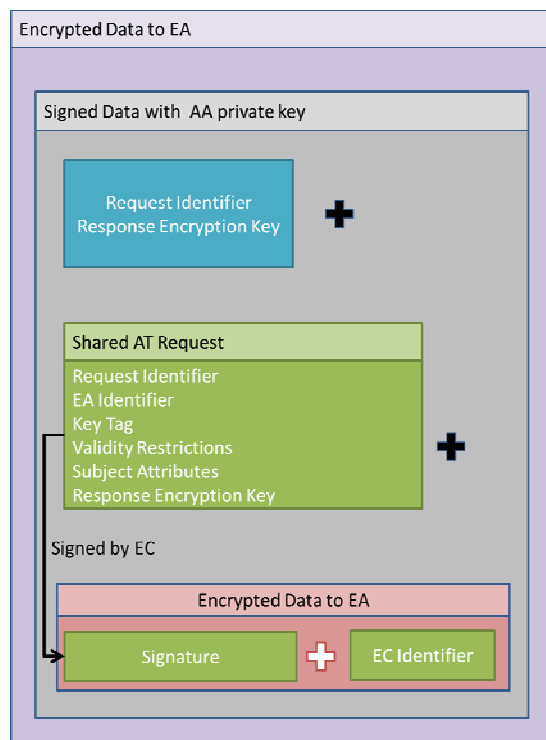 Encrypted Data to EA
Signed Data with AA private key
Request Identifier
Response Encryption Key
Shared AT Request
Request Identifier
EA Identifier
Key Tag
Validity Restrictions
Subject Attributes
Response Encryption Key
Signed by EC
Encrypted Data to EA
Signature
EC Identifier